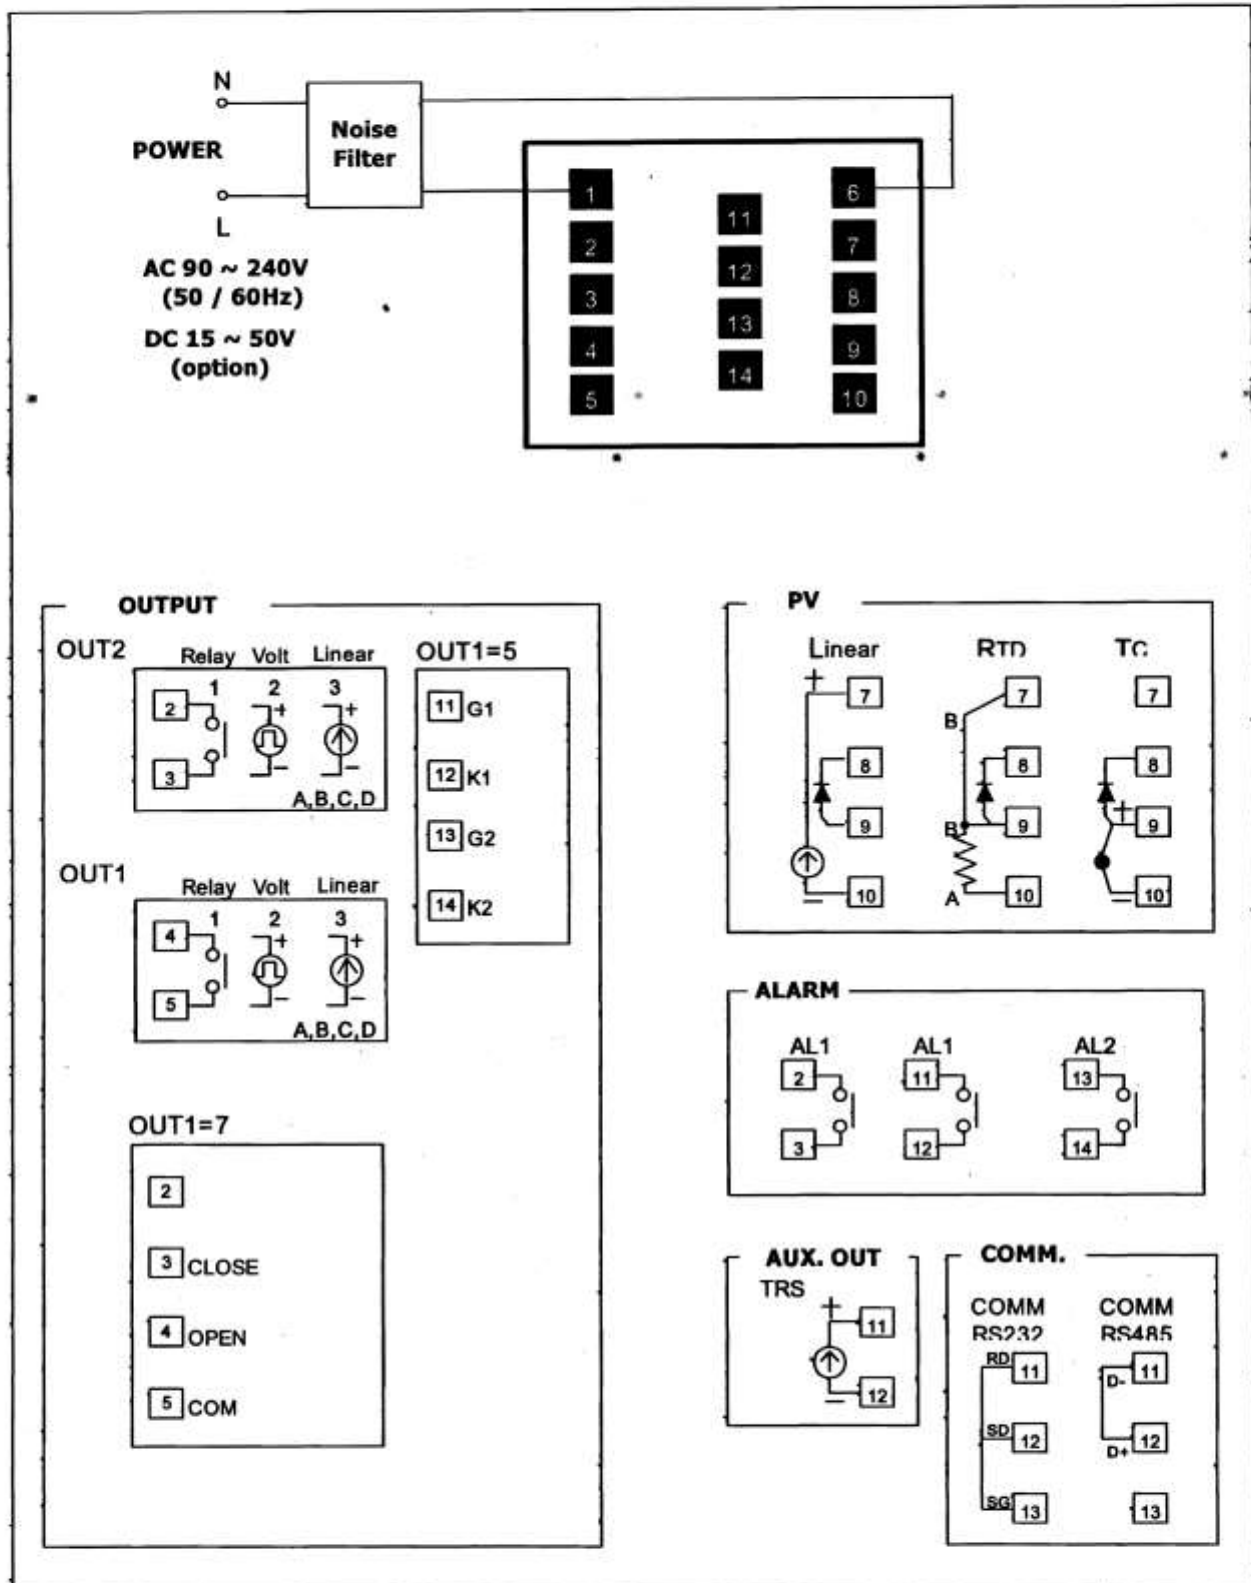 N
POWER
L
Noise
Filter
AC 90 ~ 240V
(50 / 60Hz)
DC 15 ~ 50V
(option)
1
2
3
4
5
11
12
13
14
6
7
8
9
10
OUTPUT
OUT2
Relay Volt Linear
1 2 3
2
3
+ +
- -
A,B,C,D
OUT1
Relay Volt Linear
1 2 3
4
5
+ +
- -
A,B,C,D
OUT1=5
11 G1
12 K1
13 G2
14 K2
OUT1=7
2
3 CLOSE
4 OPEN
5 COM
PV
Linear
+
7
8
9
10
-
RTD
B
7
8
B
9
A
10
TC
7
8
+
9
-
10
ALARM
AL1
2
3
AL1
11
12
AL2
13
14
AUX. OUT
TRS
+
11
-
12
COMM.
COMM
RS232
RD 11
SD 12
SG 13
COMM
RS485
D- 11
D+ 12
13